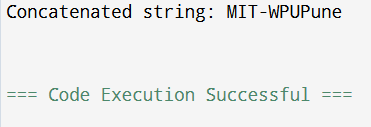 Concatenated string: MIT-WPUPune
=== Code Execution Successful ===